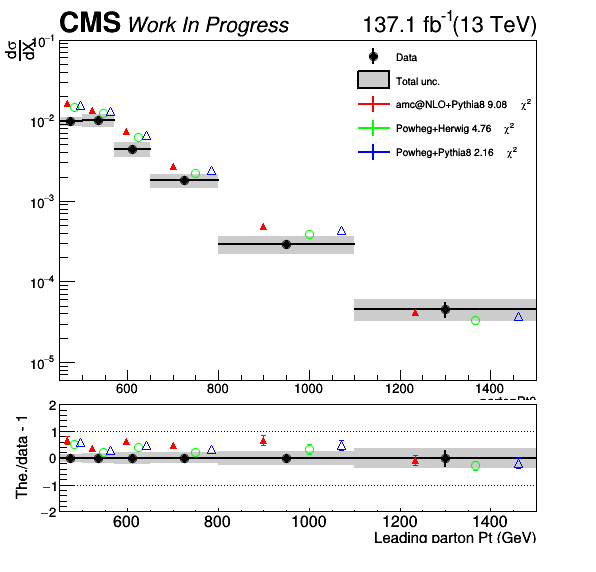 CMS Work In Progress 137.1 fb⁻¹(13 TeV)
dσ
dX
10⁻¹
10⁻²
10⁻³
10⁻⁴
10⁻⁵
Data
Total unc.
amc@NLO+Pythia8 9.08 χ²
Powheg+Herwig 4.76 χ²
Powheg+Pythia8 2.16 χ²
600 800 1000 1200 1400
The./data - 1
2
1
0
−1
−2
600 800 1000 1200 1400
Leading parton Pt (GeV)